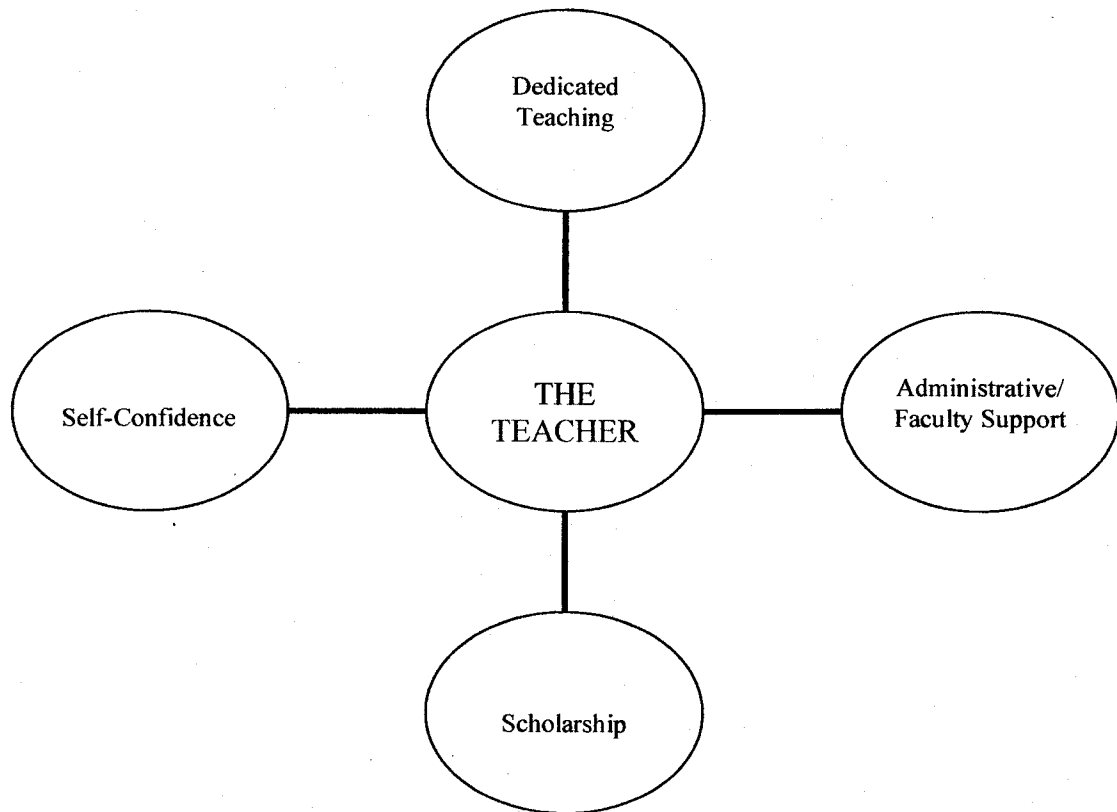 Dedicated
Teaching
Self-Confidence
THE
TEACHER
Administrative/
Faculty Support
Scholarship